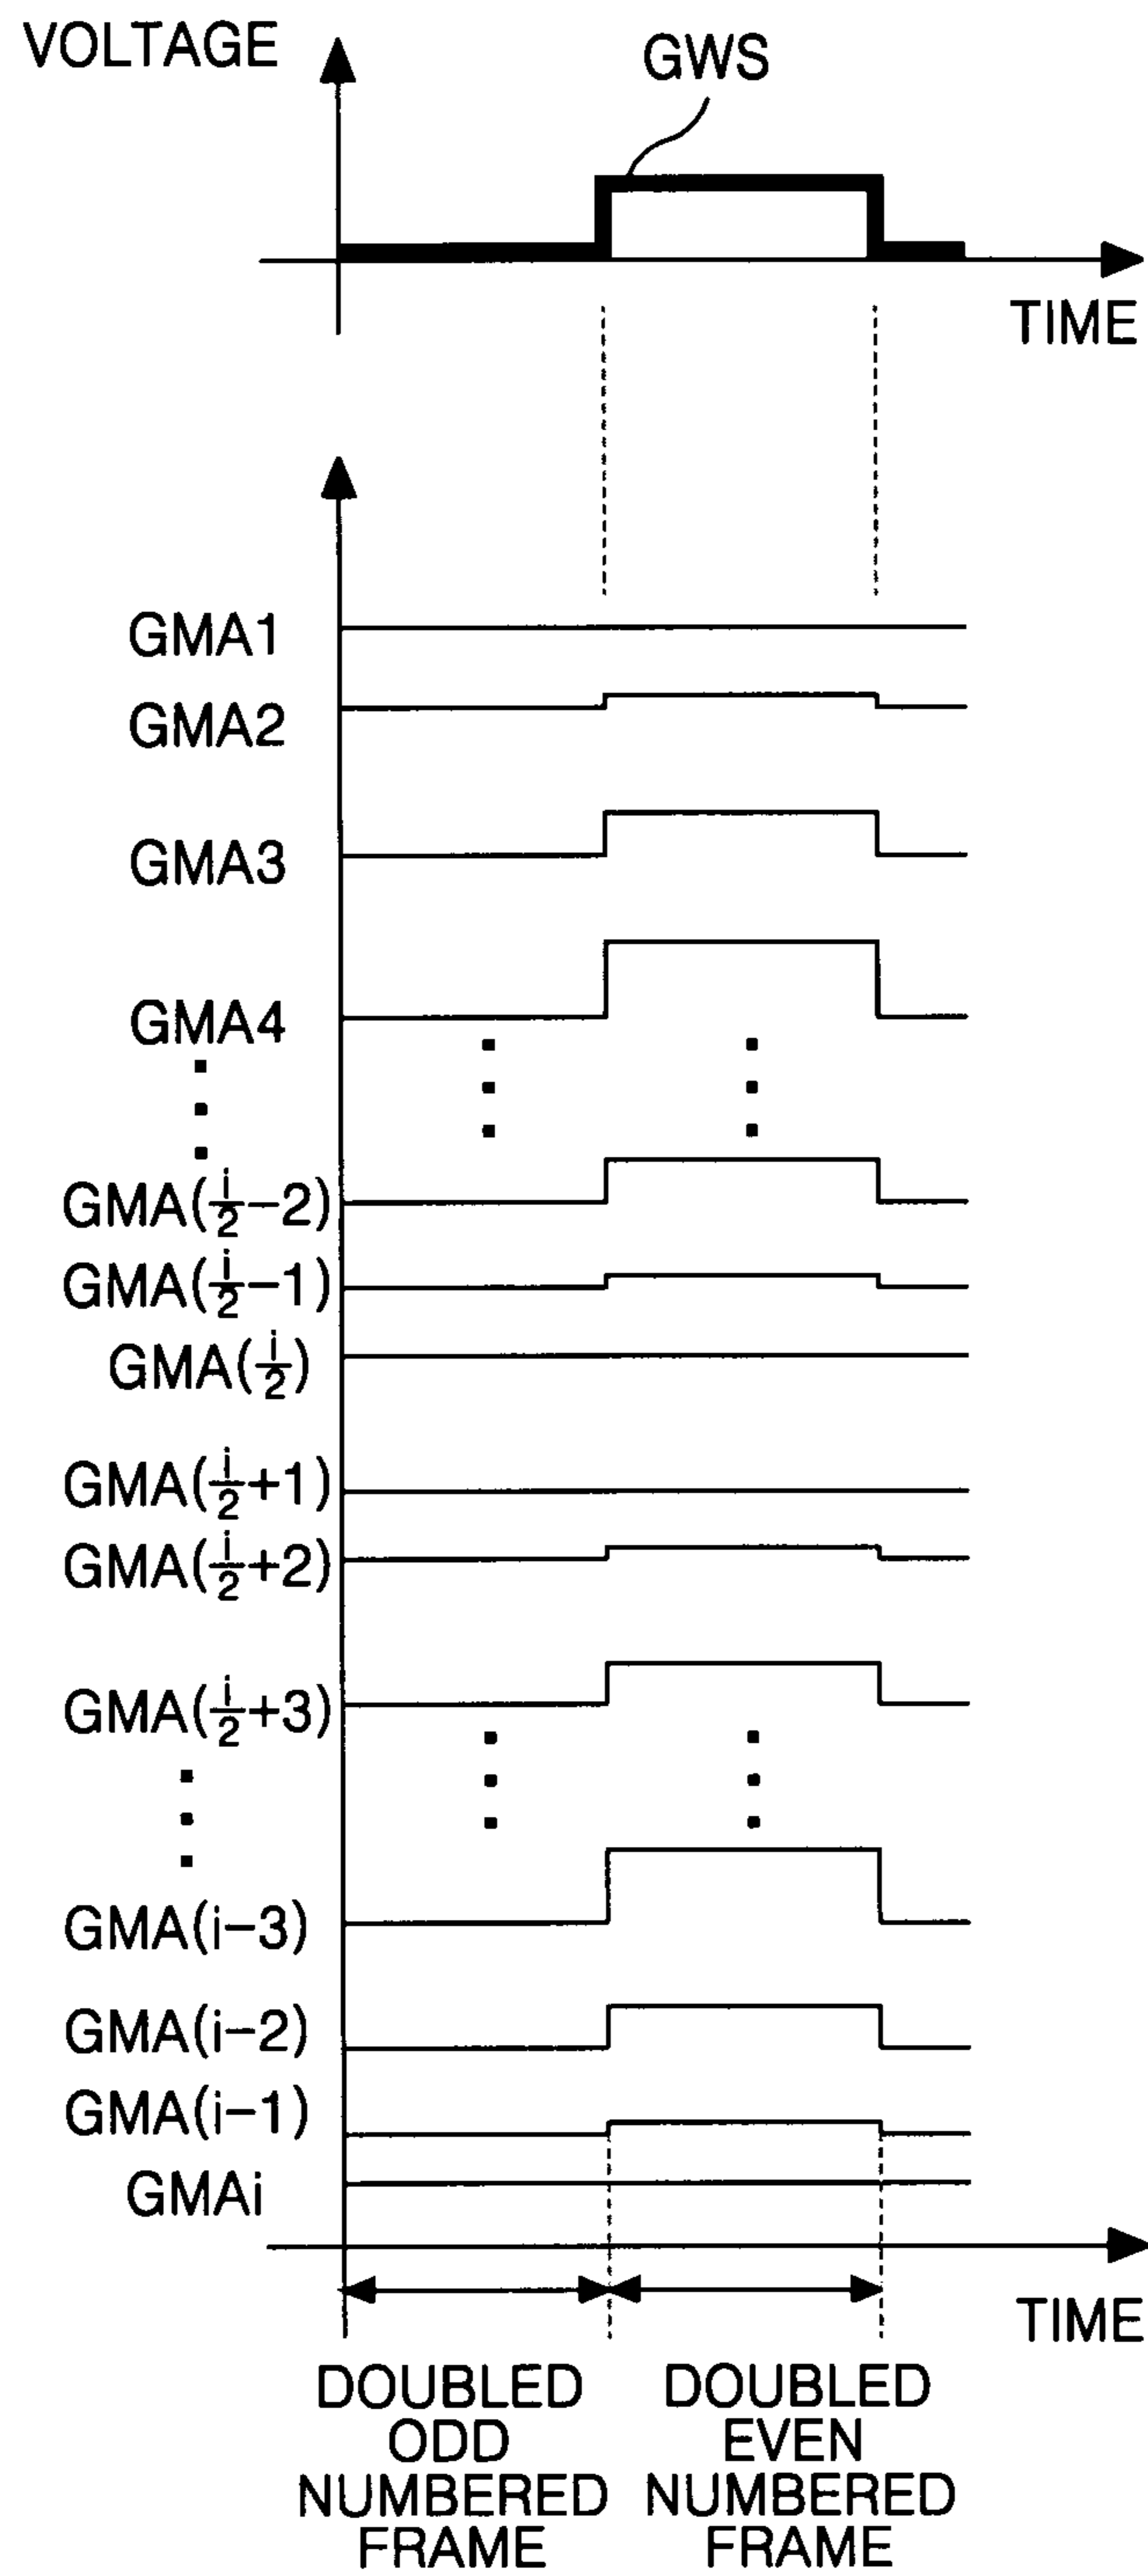 VOLTAGE
GWS
TIME
GMA1
GMA2
GMA3
GMA4
GMA(i/2-2)
GMA(i/2-1)
GMA(i/2)
GMA(i/2+1)
GMA(i/2+2)
GMA(i/2+3)
GMA(i-3)
GMA(i-2)
GMA(i-1)
GMAi
TIME
DOUBLED
ODD
NUMBERED
FRAME
DOUBLED
EVEN
NUMBERED
FRAME